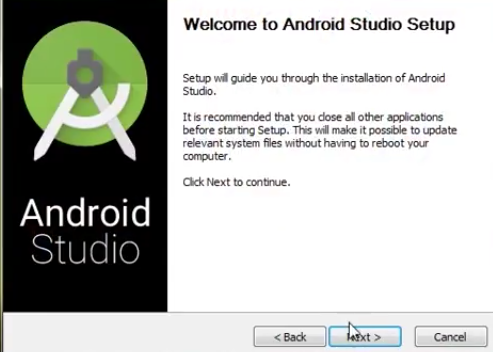 Welcome to Android Studio Setup
Setup will guide you through the installation of Android
Studio.
It is recommended that you close all other applications
before starting Setup. This will make it possible to update
relevant system files without having to reboot your
computer.
Click Next to continue.
Android
Studio
< Back
Next >
Cancel